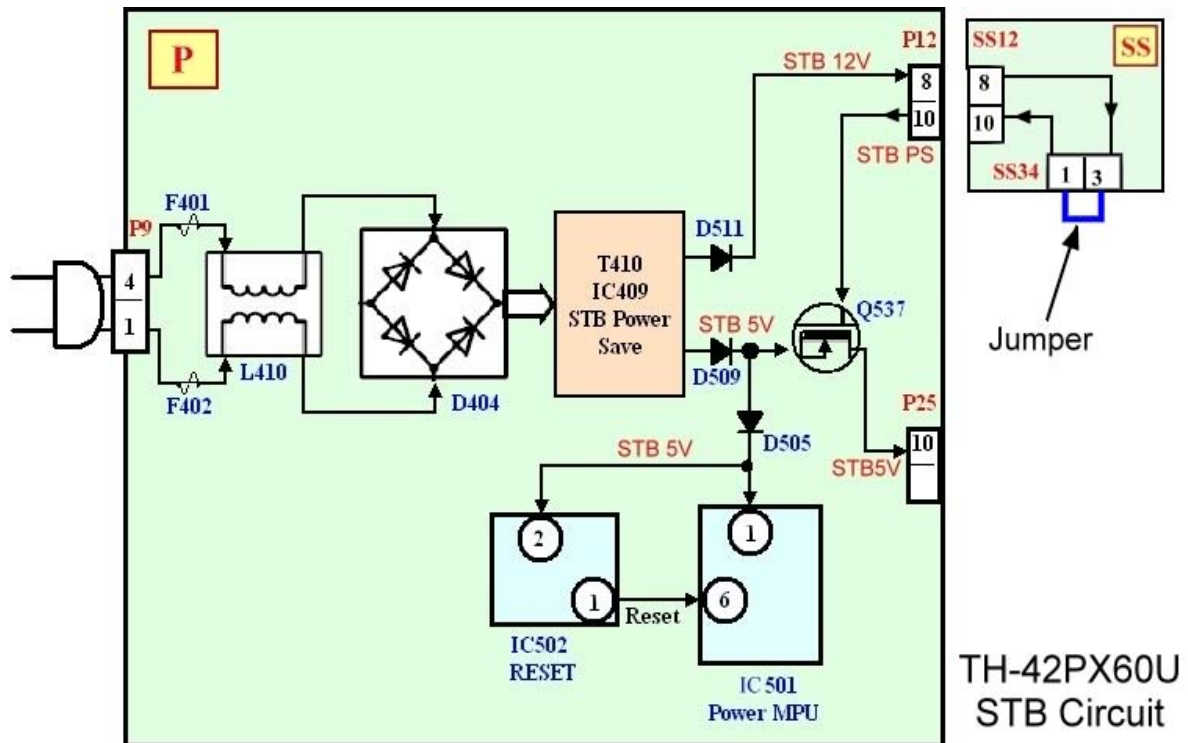 P
P12
SS12
SS
STB 12V
8
10
STB PS
8
10
SS34
1
3
F401
P9
4
1
F402
L410
D404
T410
IC409
STB Power
Save
D511
STB 5V
D509
Q537
Jumper
D505
P25
10
STB5V
STB 5V
2
1
Reset
1
6
IC502
RESET
IC 501
Power MPU
TH-42PX60U
STB Circuit